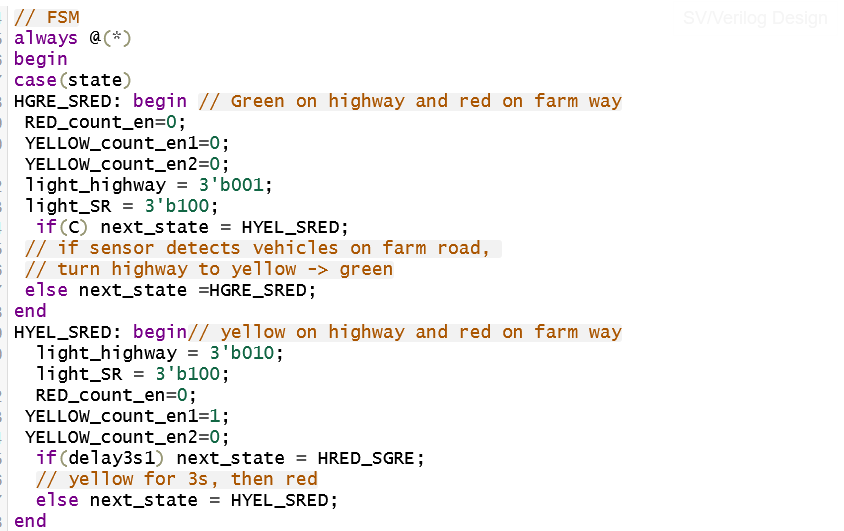 SV/Verilog Design
// FSM
always @(*)
begin
case(state)
HGRE_SRED: begin // Green on highway and red on farm way
RED_count_en=0;
YELLOW_count_en1=0;
YELLOW_count_en2=0;
light_highway = 3'b001;
light_SR = 3'b100;
if(C) next_state = HYEL_SRED;
// if sensor detects vehicles on farm road,
// turn highway to yellow -> green
else next_state =HGRE_SRED;
end
HYEL_SRED: begin// yellow on highway and red on farm way
light_highway = 3'b010;
light_SR = 3'b100;
RED_count_en=0;
YELLOW_count_en1=1;
YELLOW_count_en2=0;
if(delay3s1) next_state = HRED_SGRE;
// yellow for 3s, then red
else next_state = HYEL_SRED;
end